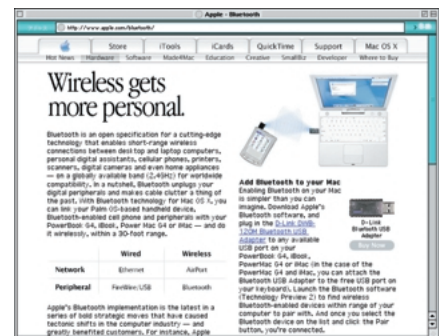 Apple - Bluetooth
http://www.apple.com/bluetooth/
Store iTools iCards QuickTime Support Mac OS X
Hot News Hardware Software Made4Mac Education Creative SmallBiz Developer Where to Buy
Wireless gets
more personal.
Bluetooth is an open specification for a cutting-edge
technology that enables short-range wireless
connections between desktop and laptop computers,
personal digital assistants, cellular phones, printers,
scanners, digital cameras and even home appliances
— on a globally available band (2.4GHz) for worldwide
compatibility. In a nutshell, Bluetooth unplugs your
digital peripherals and makes cable clutter a thing of
the past. With Bluetooth technology for Mac OS X, you
can link your Palm OS-based handheld device,
Bluetooth-enabled cell phone and peripherals with your
PowerBook G4, iBook, Power Mac G4 or iMac — and do
it wirelessly, within a 30-foot range.
Wired Wireless
Network Ethernet AirPort
Peripheral FireWire/USB Bluetooth
Apple's Bluetooth implementation is the latest in a
series of bold strategic moves that have caused
tectonic shifts in the computer industry — and
greatly benefited customers. For instance, Apple
Add Bluetooth to your Mac
Enabling Bluetooth on your Mac
is simpler than you can
imagine. Download Apple's
Bluetooth software, and
plug in the D-Link DWB-
120M Bluetooth USB
Adapter to any available
USB port on your
PowerBook G4, iBook,
PowerMac G4 or iMac (in the case of the
PowerMac G4 and iMac, you can attach the
Bluetooth USB Adapter to the free USB port on
your keyboard). Launch the Bluetooth software
(Technology Preview 2) to find wireless
Bluetooth-enabled devices within range of your
computer to pair with. And once you select the
Bluetooth device on the list and click the Pair
button, you're connected.
D-Link
Bluetooth USB
Adapter
Buy Now